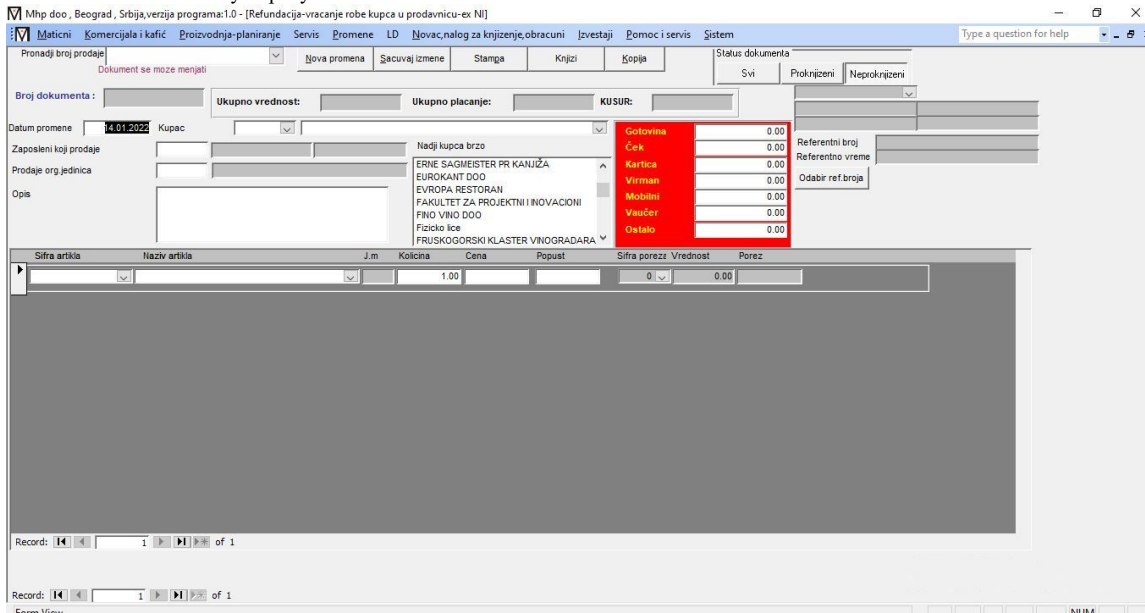 Mhp doo , Beograd , Srbija,verzija programa:1.0 - [Refundacija-vracanje robe kupca u prodavnicu-ex NI]
Maticni Komercijala i kafić Proizvodnja-planiranje Servis Promene LD Novac,nalog za knjizenje,obracuni Izvestaji Pomoc i servis Sistem Type a question for help
Pronadji broj prodaje Nova promena Sacuvaj izmene Stampa Knjizi Kopija Status dokumenta
Dokument se moze menjati Svi Proknjizeni Neproknjizeni
Broj dokumenta : Ukupno vrednost: Ukupno placanje: KUSUR:
Datum promene 14.01.2022 Kupac Gotovina 0.00
Zaposleni koji prodaje Nadji kupca brzo Ček 0.00 Referentni broj
Referentno vreme
Prodaje org.jedinica ERNE SAGMEISTER PR KANJIŽA Kartica 0.00
EUROKANT DOO Virman 0.00 Odabir ref.broja
Opis EVROPA RESTORAN Mobilni 0.00
FAKULTET ZA PROJEKTNI I INOVACIONI
FINO VINO DOO Vaučer 0.00
Fizicko lice Ostalo 0.00
FRUSKOGORSKI KLASTER VINOGRADARA
Sifra artikla Naziv artikla J.m Kolicina Cena Popust Sifra poreza Vrednost Porez
1.00 0 0.00
Record: 1 of 1
Record: 1 of 1
Form View NUM